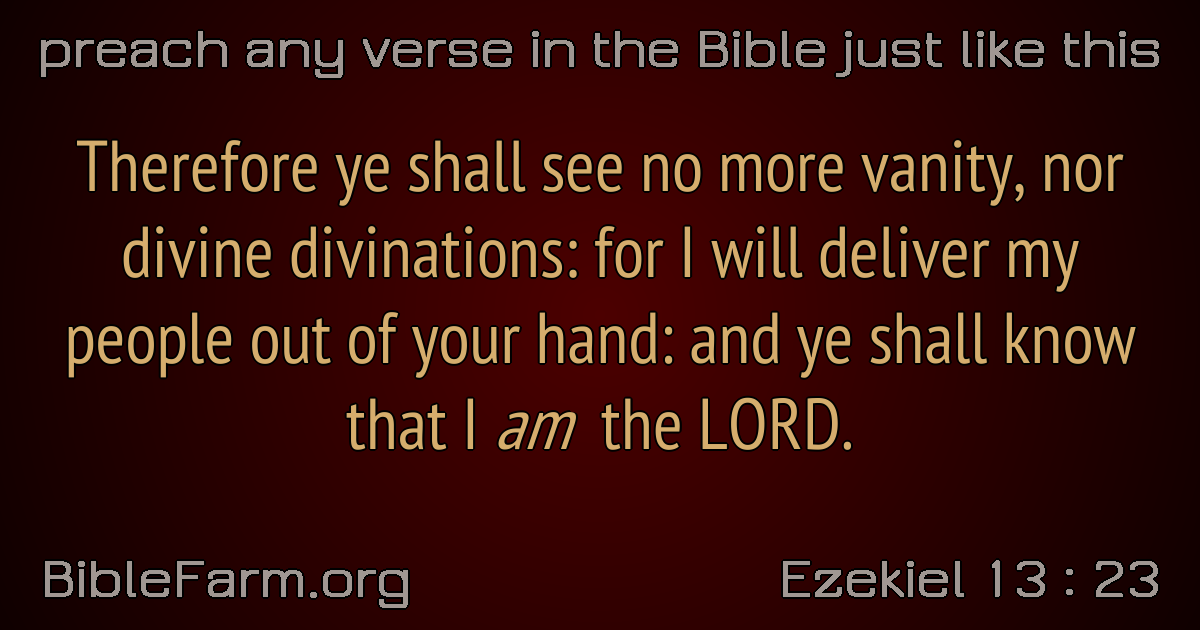 preach any verse in the Bible just like this
Therefore ye shall see no more vanity, nor
divine divinations: for I will deliver my
people out of your hand: and ye shall know
that I am the LORD.
BibleFarm.org
Ezekiel 13 : 23